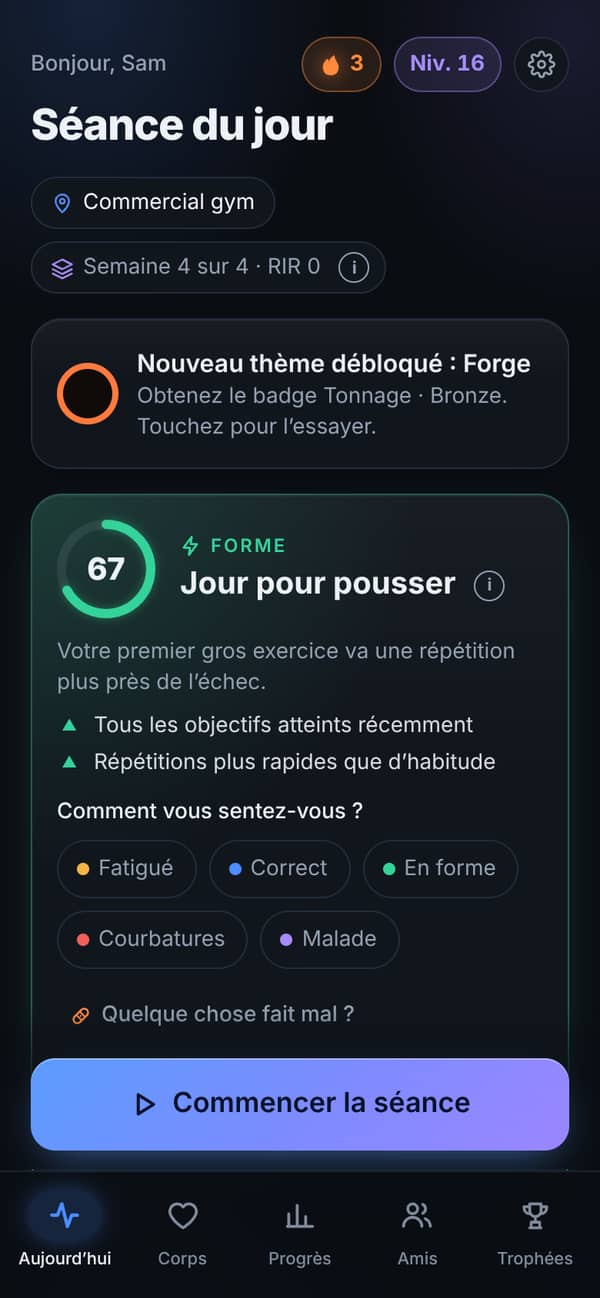 Bonjour, Sam
3
Niv. 16
Séance du jour
Commercial gym
Semaine 4 sur 4 · RIR 0
i
Nouveau thème débloqué : Forge
Obtenez le badge Tonnage · Bronze.
Touchez pour l’essayer.
67
FORME
Jour pour pousser
i
Votre premier gros exercice va une répétition
plus près de l’échec.
Tous les objectifs atteints récemment
Répétitions plus rapides que d’habitude
Comment vous sentez-vous ?
Fatigué
Correct
En forme
Courbatures
Malade
Quelque chose fait mal ?
Commencer la séance
Aujourd’hui
Corps
Progrès
Amis
Trophées